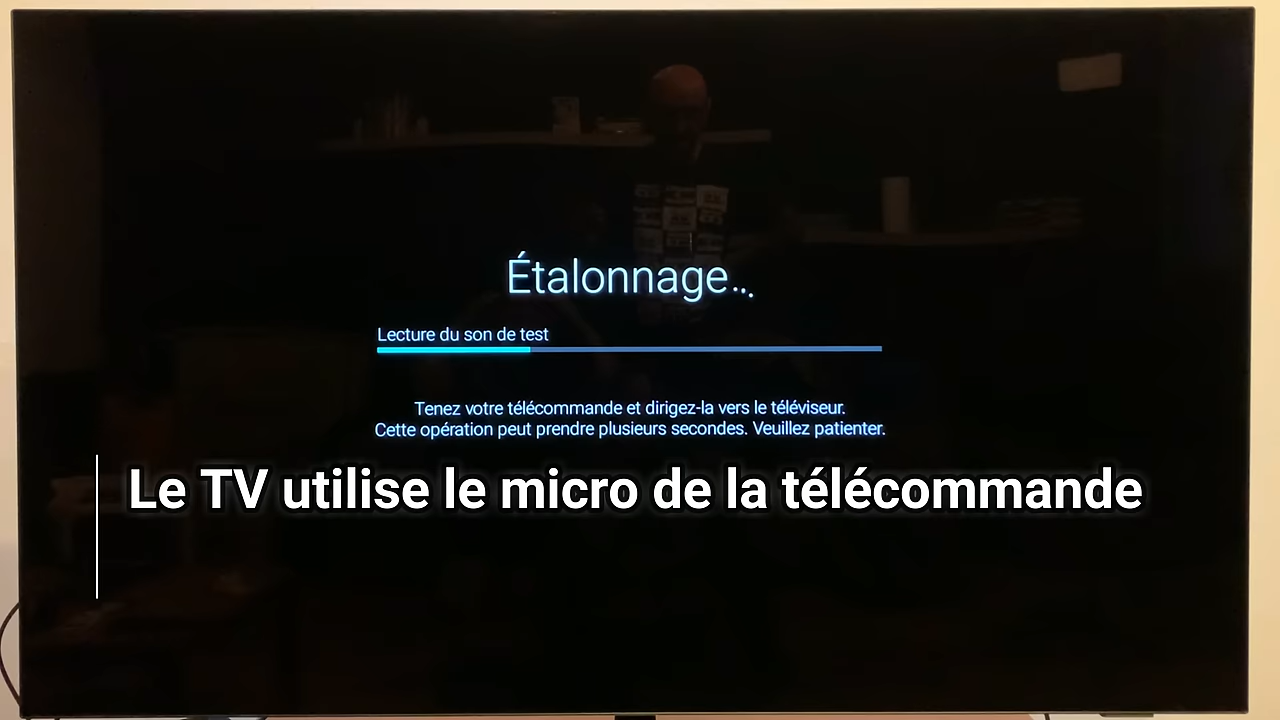 Étalonnage...
Lecture du son de test
Tenez votre télécommande et dirigez-la vers le téléviseur.
Cette opération peut prendre plusieurs secondes. Veuillez patienter.
Le TV utilise le micro de la télécommande